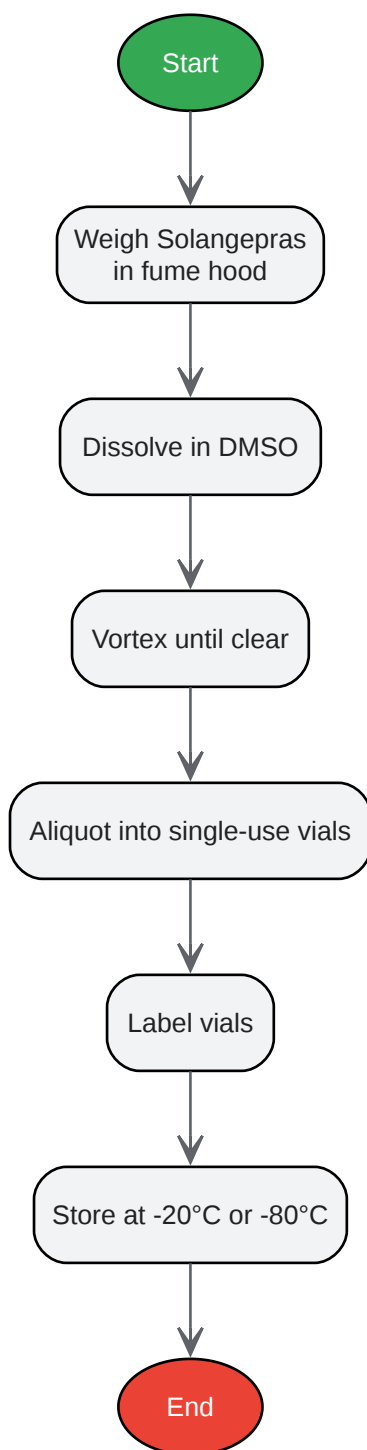 Start
Weigh Solangepras
in fume hood
Dissolve in DMSO
Vortex until clear
Aliquot into single-use vials
Label vials
Store at -20°C or -80°C
End